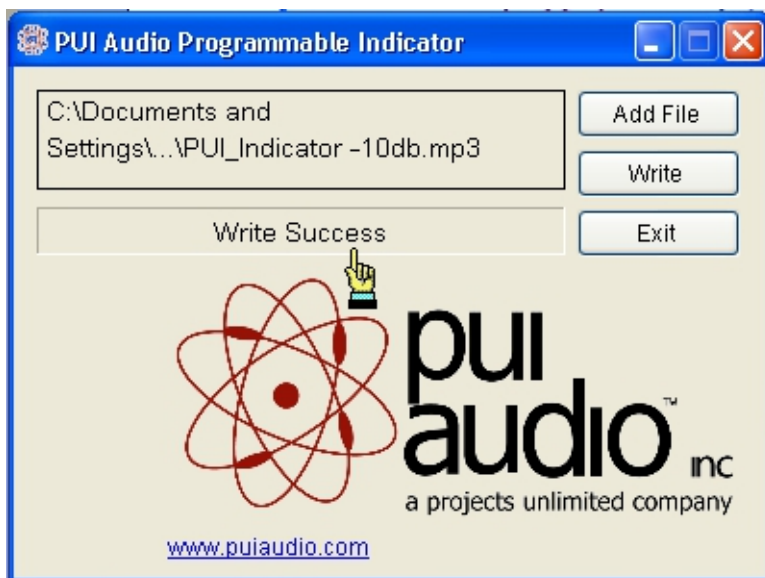 PUI Audio Programmable Indicator
C:\Documents and
Settings\...\PUI_Indicator -10db.mp3
Add File
Write
Write Success
Exit
pui
audio™ inc
a projects unlimited company
www.puiaudio.com